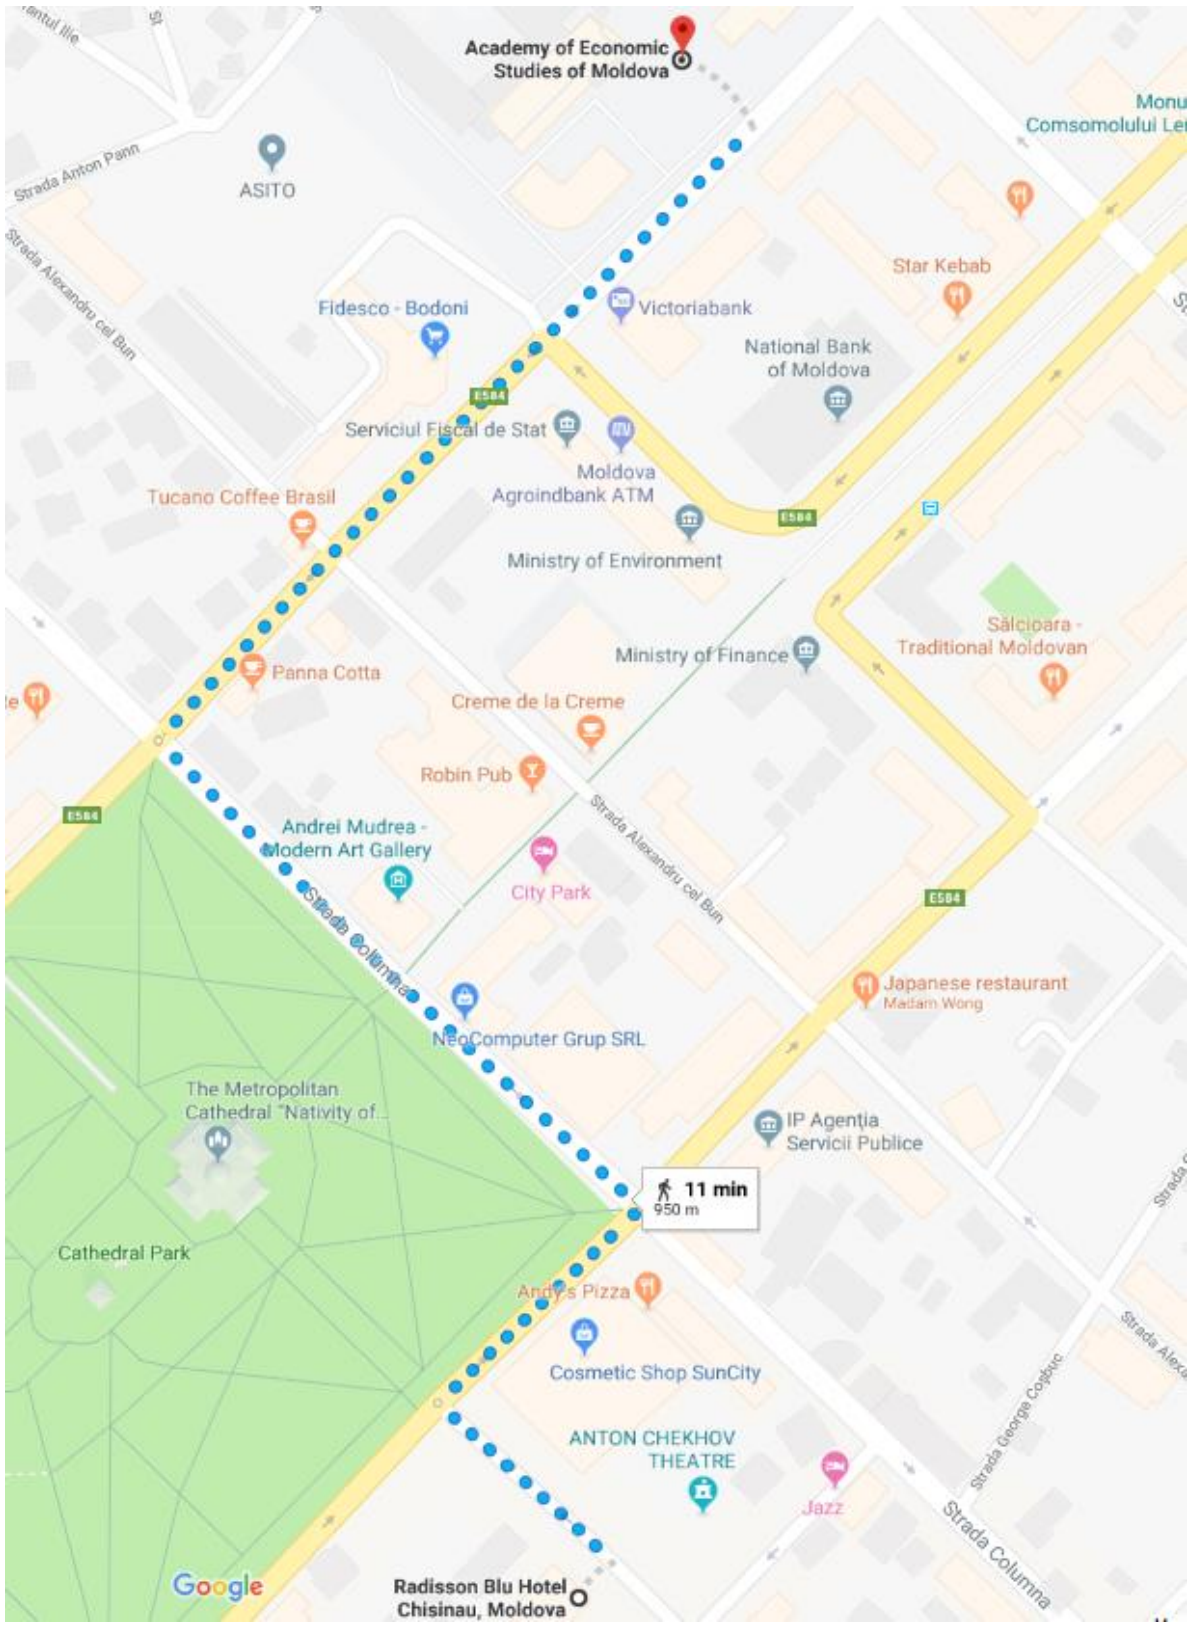 Academy of Economic
Studies of Moldova
Monu
Comsomolului Le
Strada Anton Pann
ASITO
Strada Alexandru cel Bun
Star Kebab
Fidesco - Bodoni
Victoriabank
National Bank
of Moldova
E584
Serviciul Fiscal de Stat
Moldova
Agroindbank ATM
Tucano Coffee Brasil
E584
Ministry of Environment
Sălcioara -
Traditional Moldovan
Ministry of Finance
Panna Cotta
Creme de la Creme
Robin Pub
E584
Strada Alexandru cel Bun
Andrei Mudrea -
Modern Art Gallery
City Park
E584
Strada Columna
Japanese restaurant
Madam Wong
NeoComputer Grup SRL
The Metropolitan
Cathedral "Nativity of...
IP Agenția
Servicii Publice
11 min
950 m
Strada
Cathedral Park
Andy's Pizza
Strada Alexa
Cosmetic Shop SunCity
Strada George Coșbuc
ANTON CHEKHOV
THEATRE
Jazz
Strada Columna
Google
Radisson Blu Hotel
Chisinau, Moldova